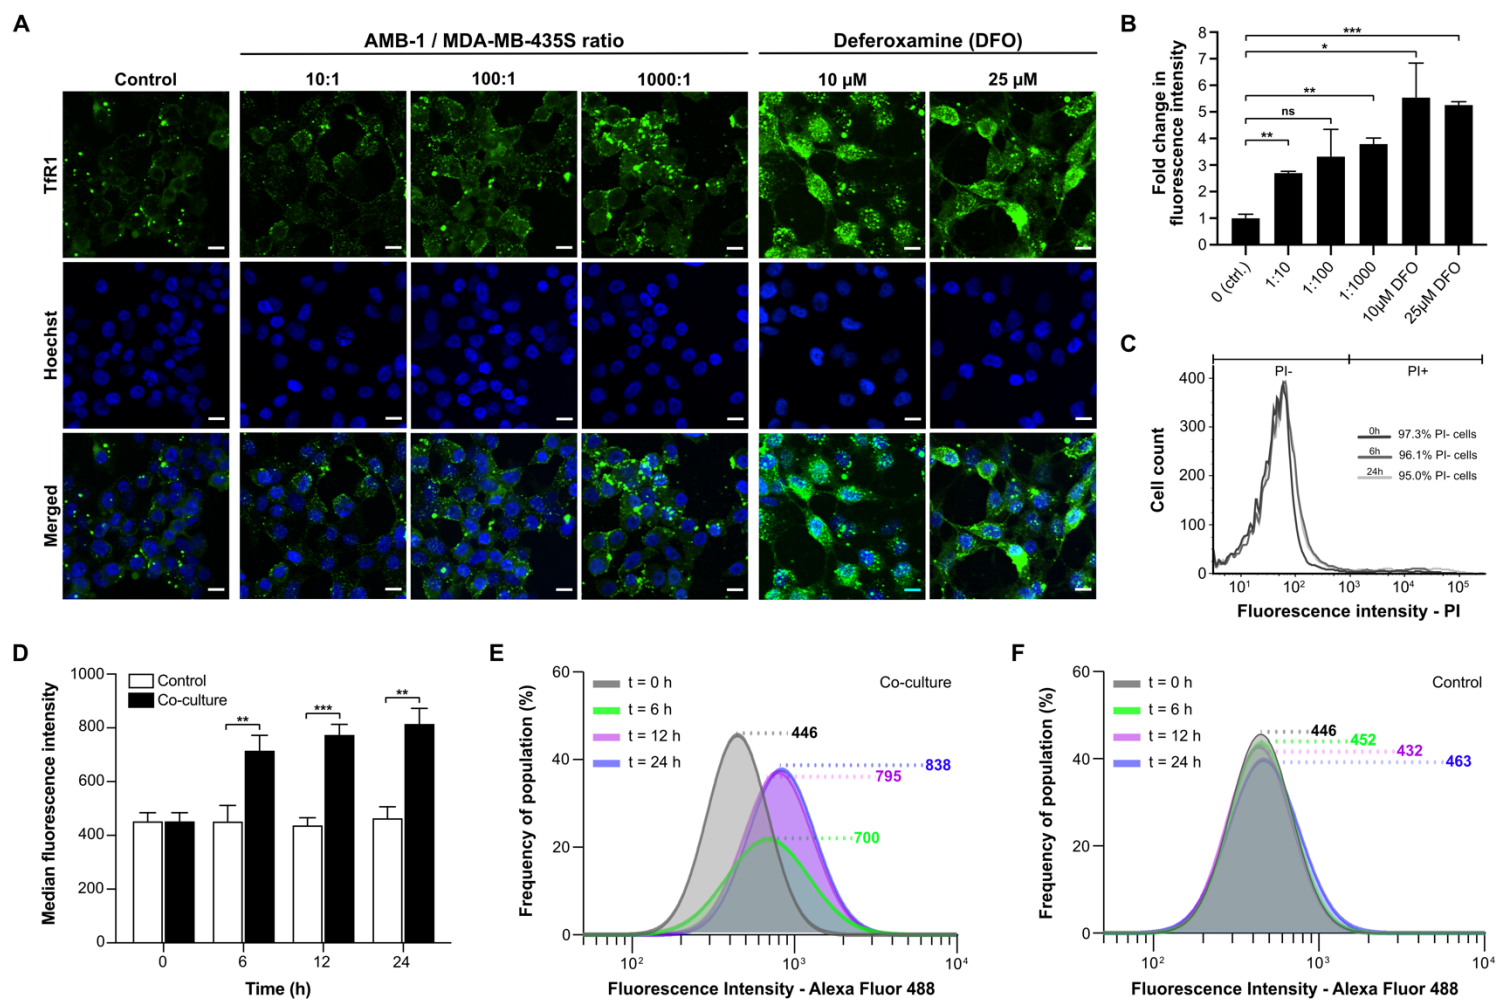 A
AMB-1 / MDA-MB-435S ratio
Deferoxamine (DFO)
Control
10:1
100:1
1000:1
10 µM
25 µM
TfR1
Hoechst
Merged
B
Fold change in
fluorescence intensity
8
7
6
5
4
3
2
1
0
***
*
**
ns
**
0 (ctrl.)
1:10
1:100
1:1000
10µM DFO
25µM DFO
C
PI-
PI+
Cell count
400
300
200
100
0
0h 97.3% PI- cells
6h 96.1% PI- cells
24h 95.0% PI- cells
10¹
10²
10³
10⁴
10⁵
Fluorescence intensity - PI
D
Median fluorescence intensity
1000
800
600
400
200
0
Control
Co-culture
**
***
**
0
6
12
24
Time (h)
E
Frequency of population (%)
60
40
20
0
t = 0 h
t = 6 h
t = 12 h
t = 24 h
Co-culture
446
838
795
700
10²
10³
10⁴
Fluorescence Intensity - Alexa Fluor 488
F
Frequency of population (%)
60
40
20
0
t = 0 h
t = 6 h
t = 12 h
t = 24 h
Control
446
452
432
463
10²
10³
10⁴
Fluorescence Intensity - Alexa Fluor 488